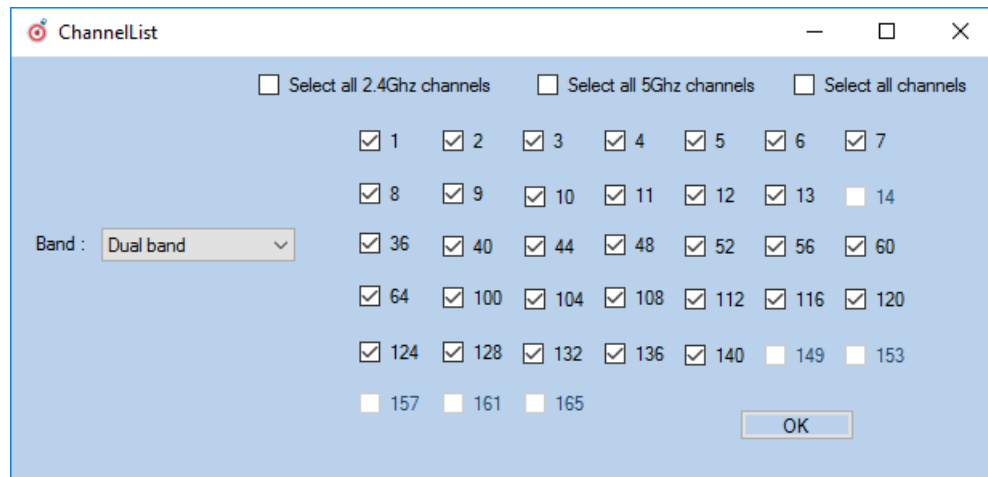 ChannelList
Select all 2.4Ghz channels Select all 5Ghz channels Select all channels
1 2 3 4 5 6 7
8 9 10 11 12 13 14
Band : Dual band 36 40 44 48 52 56 60
64 100 104 108 112 116 120
124 128 132 136 140 149 153
157 161 165
OK